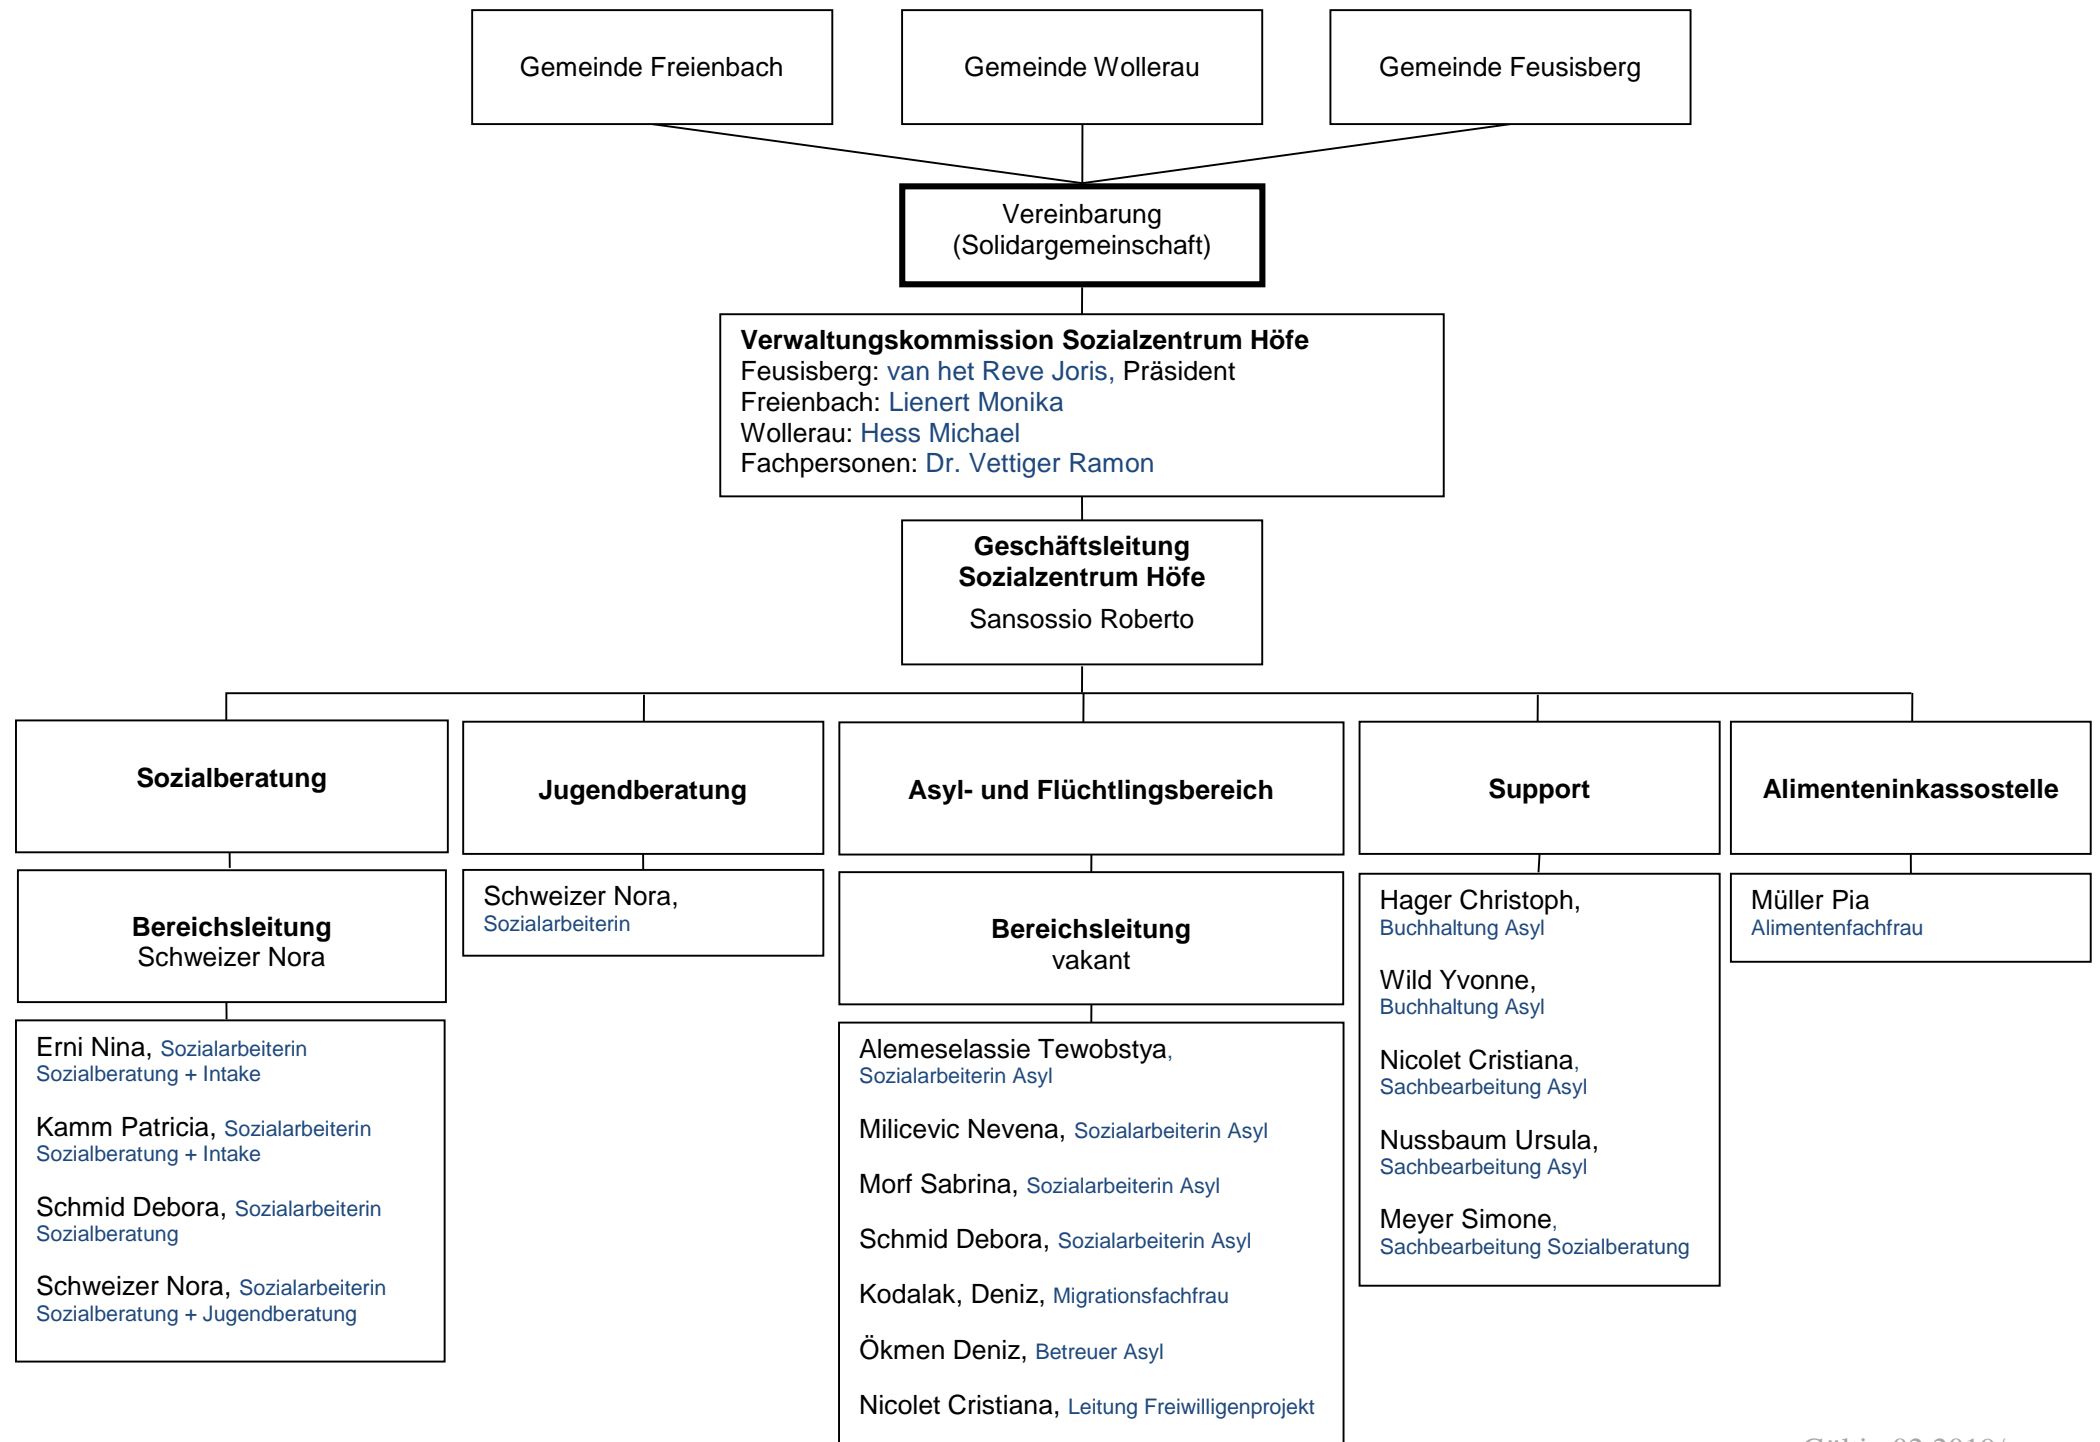 Gemeinde Freienbach
Gemeinde Wollerau
Gemeinde Feusisberg
Vereinbarung
(Solidargemeinschaft)
Verwaltungskommission Sozialzentrum Höfe
Feusisberg: van het Reve Joris, Präsident
Freienbach: Lienert Monika
Wollerau: Hess Michael
Fachpersonen: Dr. Vettiger Ramon
Geschäftsleitung
Sozialzentrum Höfe
Sansossio Roberto
Sozialberatung
Jugendberatung
Asyl- und Flüchtlingsbereich
Support
Alimenteninkassostelle
Bereichsleitung
Schweizer Nora
Erni Nina, Sozialarbeiterin
Sozialberatung + Intake
Kamm Patricia, Sozialarbeiterin
Sozialberatung + Intake
Schmid Debora, Sozialarbeiterin
Sozialberatung
Schweizer Nora, Sozialarbeiterin
Sozialberatung + Jugendberatung
Schweizer Nora,
Sozialarbeiterin
Bereichsleitung
vakant
Alemeselassie Tewobstya,
Sozialarbeiterin Asyl
Milicevic Nevena, Sozialarbeiterin Asyl
Morf Sabrina, Sozialarbeiterin Asyl
Schmid Debora, Sozialarbeiterin Asyl
Kodalak, Deniz, Migrationsfachfrau
Ökmen Deniz, Betreuer Asyl
Nicolet Cristiana, Leitung Freiwilligenprojekt
Hager Christoph,
Buchhaltung Asyl
Wild Yvonne,
Buchhaltung Asyl
Nicolet Cristiana,
Sachbearbeitung Asyl
Nussbaum Ursula,
Sachbearbeitung Asyl
Meyer Simone,
Sachbearbeitung Sozialberatung
Müller Pia
Alimentenfachfrau